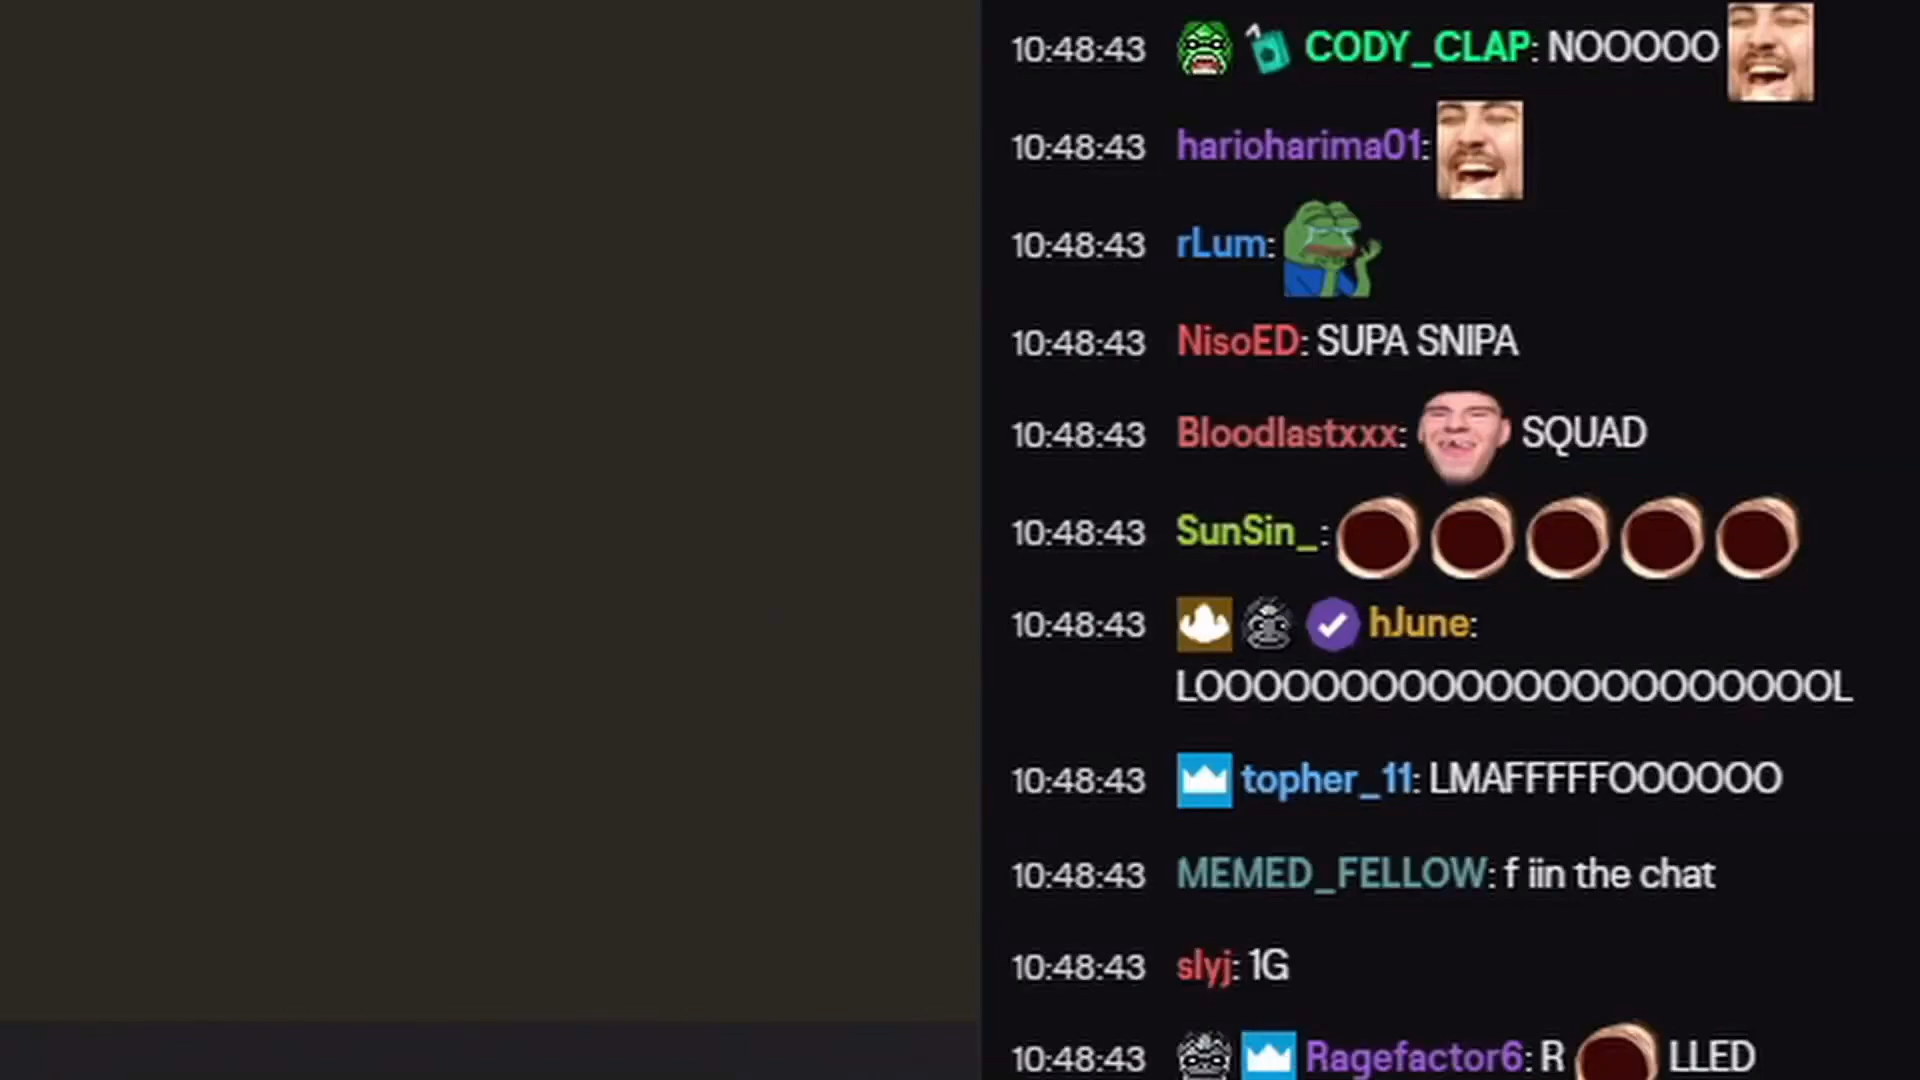 10:48:43 CODY_CLAP: NOOOOO
10:48:43 harioharima01:
10:48:43 rLum:
10:48:43 NisoED: SUPA SNIPA
10:48:43 Bloodlastxxx: SQUAD
10:48:43 SunSin_:
10:48:43 hJune:
LOOOOOOOOOOOOOOOOOOOOOOL
10:48:43 topher_11: LMAFFFFFOOOOOO
10:48:43 MEMED_FELLOW: f iin the chat
10:48:43 slyj: 1G
10:48:43 Ragefactor6: R LLED